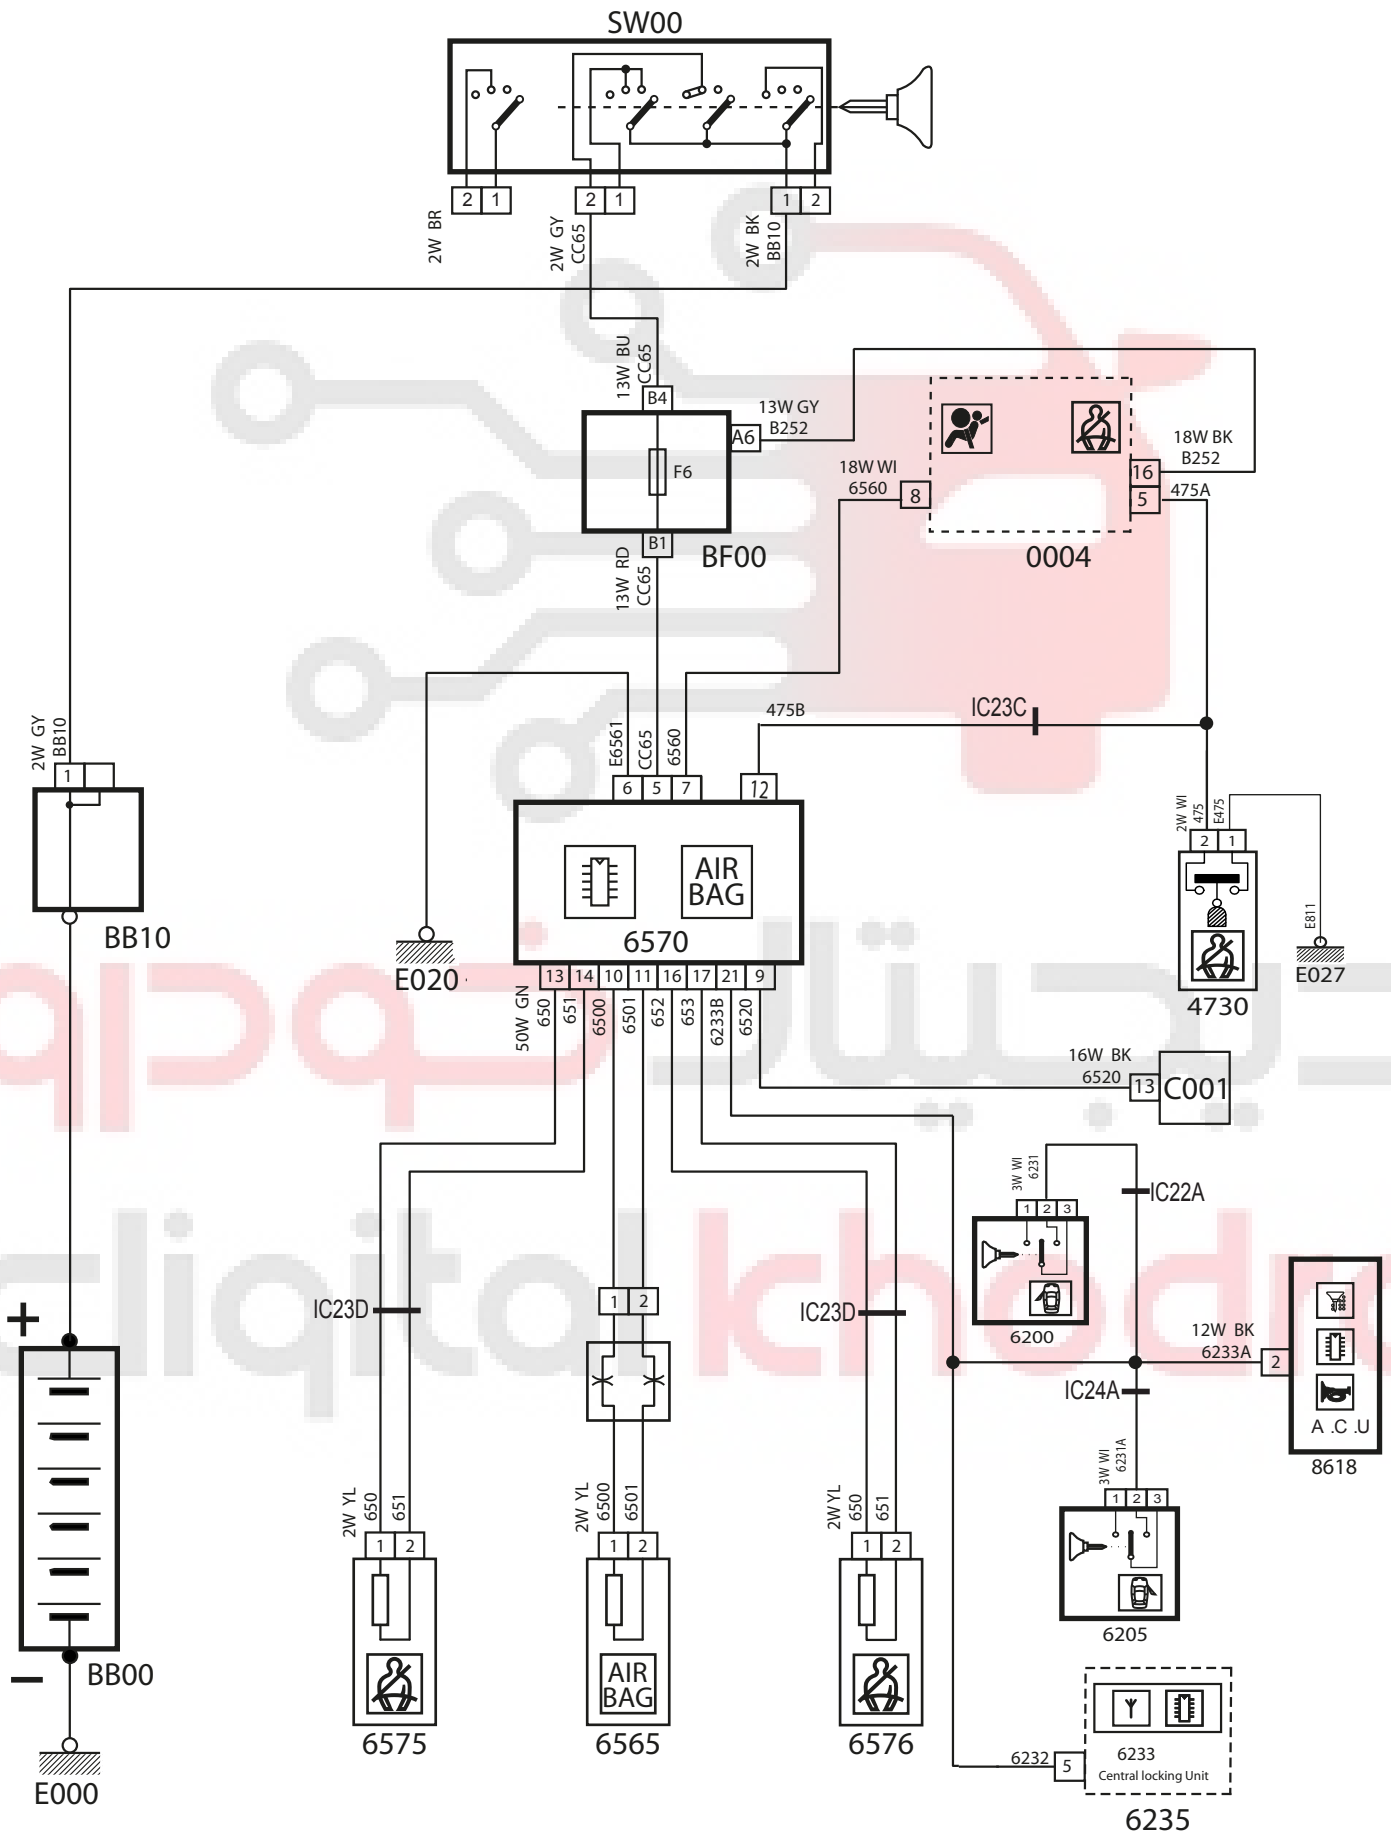 SW00
2 1
2 1
1 2
2W BR
2W GY
CC65
2W BK
BB10
13W BU
CC65
B4
13W GY
B252
A6
F6
18W WI
6560
8
18W BK
B252
16
5
475A
B1
BF00
0004
13W RD
CC65
475B
IC23C
2W GY
BB10
1
E6561
CC65
6560
6 5 7
12
2W WI
475
E475
2 1
AIR
BAG
6570
BB10
E020
E811
E027
4730
13 14 10 11 16 17 21 9
50W GN
650
651
6500
6501
652
653
6233B
6520
16W BK
6520
13
C001
3W WI
6231
IC22A
1 2 3
6200
IC23D
1 2
IC23D
12W BK
6233A
2
IC24A
A .C .U
8618
+
3W WI
6231A
1 2 3
6205
2W YL
650
651
2W YL
6500
6501
2W YL
650
651
1 2
1 2
1 2
AIR
BAG
BB00
−
6575
6565
6576
6232
5
6233
Central locking Unit
6235
E000
دیجیتال خودرو
digital khodro